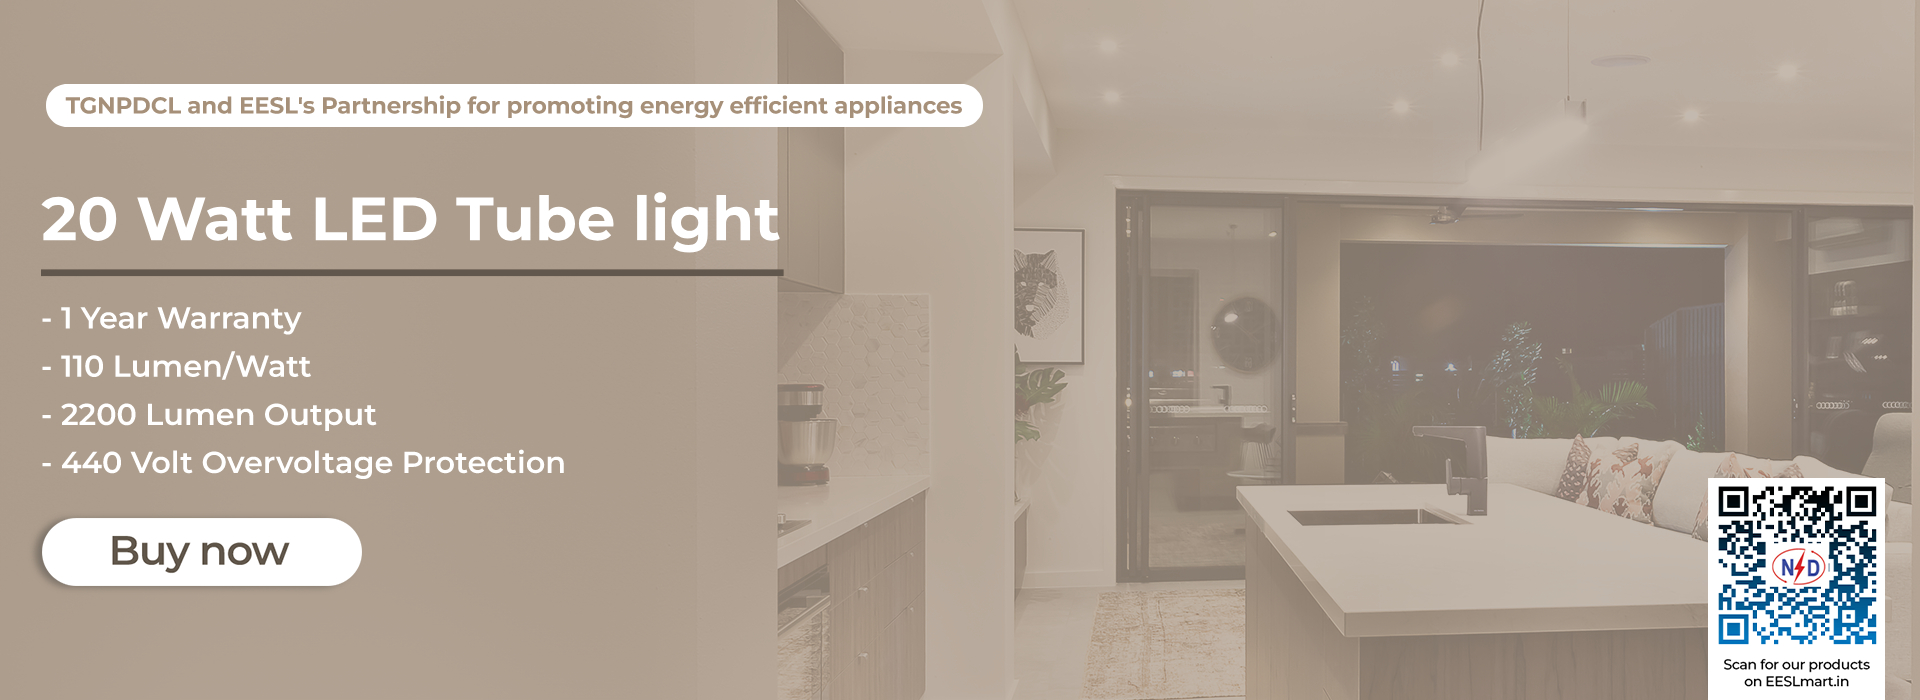 TGNPDCL and EESL's Partnership for promoting energy efficient appliances
20 Watt LED Tube light
- 1 Year Warranty
- 110 Lumen/Watt
- 2200 Lumen Output
- 440 Volt Overvoltage Protection
Buy now
N D
Scan for our products
on EESLmart.in